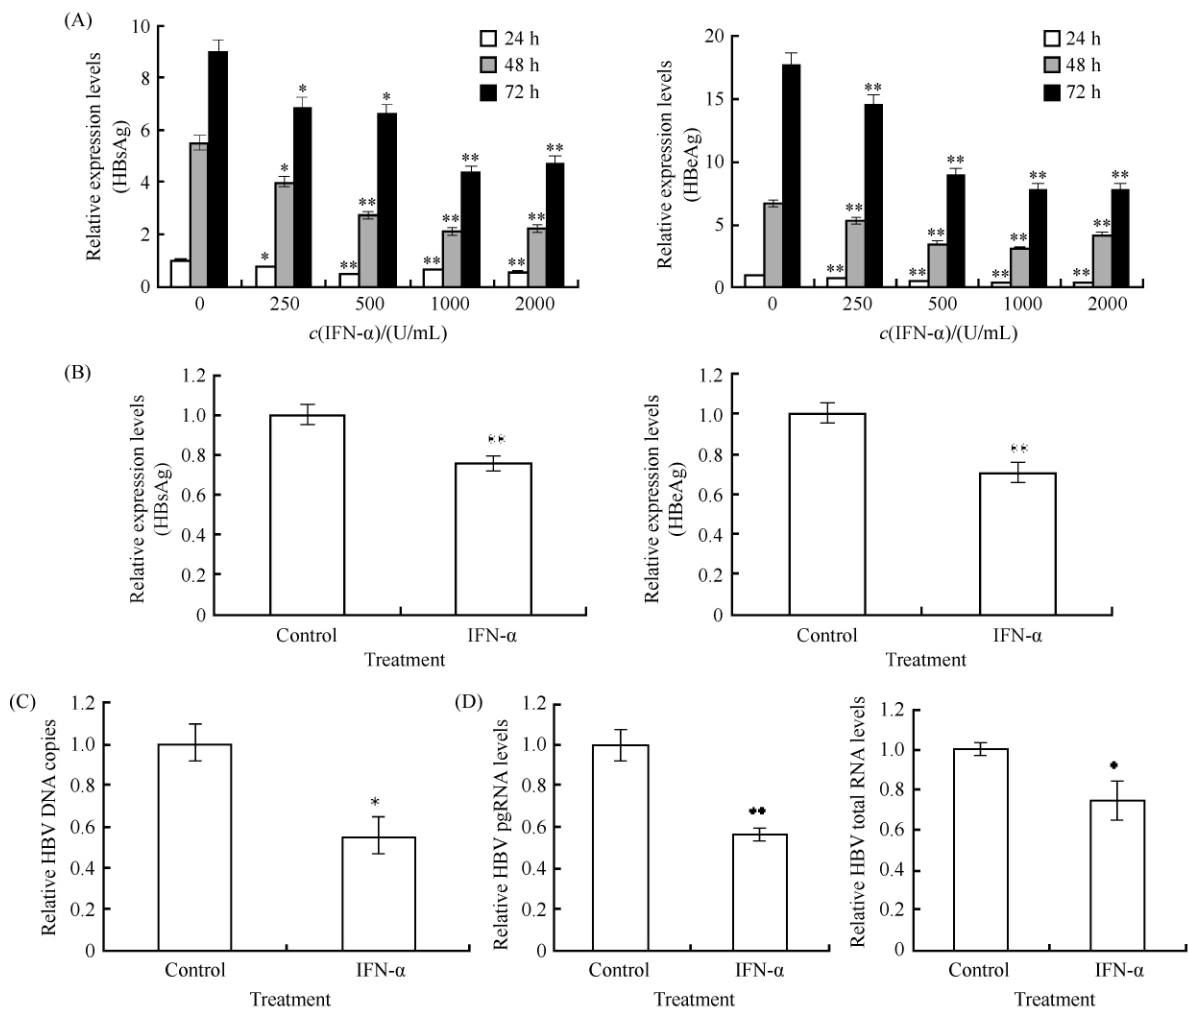 (A)
Relative expression levels
(HBsAg)
10
8
6
4
2
0
24 h
48 h
72 h
* * * * ** ** ** ** ** ** ** **
0 250 500 1000 2000
c(IFN-α)/(U/mL)
Relative expression levels
(HBeAg)
20
15
10
5
0
24 h
48 h
72 h
** ** ** ** ** ** ** ** ** ** ** **
0 250 500 1000 2000
c(IFN-α)/(U/mL)
(B)
Relative expression levels
(HBsAg)
1.2
1.0
0.8
0.6
0.4
0.2
0
**
Control IFN-α
Treatment
Relative expression levels
(HBeAg)
1.2
1.0
0.8
0.6
0.4
0.2
0
**
Control IFN-α
Treatment
(C)
Relative HBV DNA copies
1.2
1.0
0.8
0.6
0.4
0.2
0
*
Control IFN-α
Treatment
(D)
Relative HBV pgRNA levels
1.2
1.0
0.8
0.6
0.4
0.2
0
**
Control IFN-α
Treatment
Relative HBV total RNA levels
1.2
1.0
0.8
0.6
0.4
0.2
0
*
Control IFN-α
Treatment